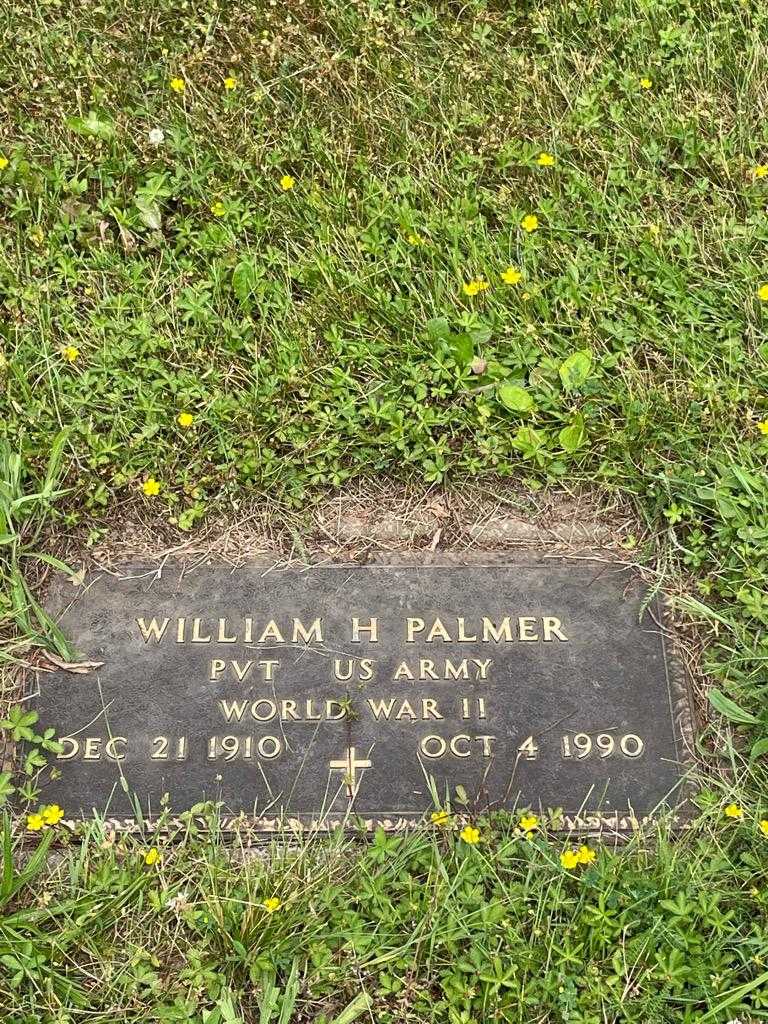 WILLIAM H PALMER
PVT US ARMY
WORLD WAR II
DEC 21 1910 OCT 4 1990